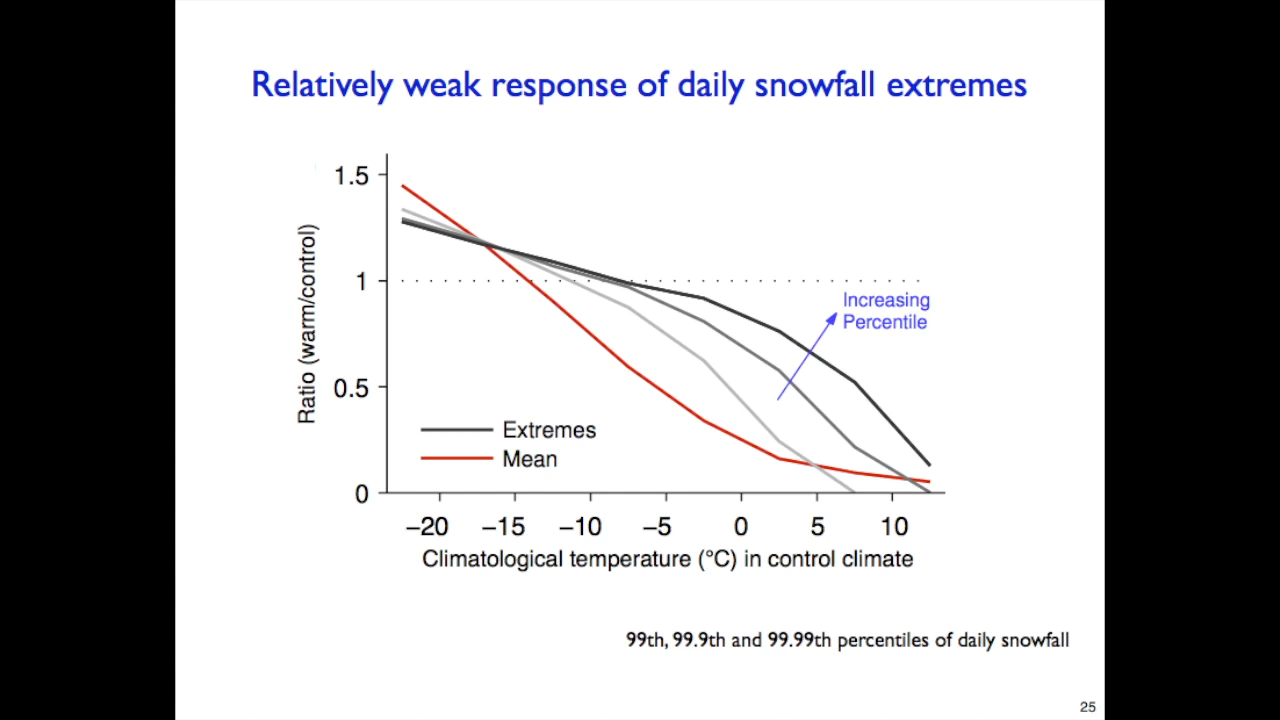 Relatively weak response of daily snowfall extremes
1.5
1
0.5
0
Ratio (warm/control)
Increasing
Percentile
Extremes
Mean
−20 −15 −10 −5 0 5 10
Climatological temperature (°C) in control climate
99th, 99.9th and 99.99th percentiles of daily snowfall
25